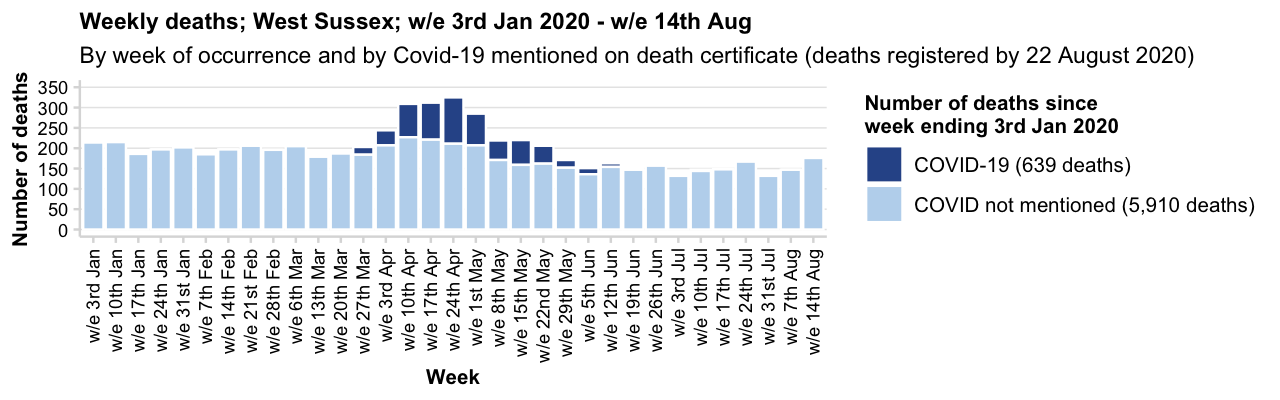 Weekly deaths; West Sussex; w/e 3rd Jan 2020 - w/e 14th Aug
By week of occurrence and by Covid-19 mentioned on death certificate (deaths registered by 22 August 2020)
Number of deaths
350
300
250
200
150
100
50
0
w/e 3rd Jan
w/e 10th Jan
w/e 17th Jan
w/e 24th Jan
w/e 31st Jan
w/e 7th Feb
w/e 14th Feb
w/e 21st Feb
w/e 28th Feb
w/e 6th Mar
w/e 13th Mar
w/e 20th Mar
w/e 27th Mar
w/e 3rd Apr
w/e 10th Apr
w/e 17th Apr
w/e 24th Apr
w/e 1st May
w/e 8th May
w/e 15th May
w/e 22nd May
w/e 29th May
w/e 5th Jun
w/e 12th Jun
w/e 19th Jun
w/e 26th Jun
w/e 3rd Jul
w/e 10th Jul
w/e 17th Jul
w/e 24th Jul
w/e 31st Jul
w/e 7th Aug
w/e 14th Aug
Week
Number of deaths since
week ending 3rd Jan 2020
COVID-19 (639 deaths)
COVID not mentioned (5,910 deaths)